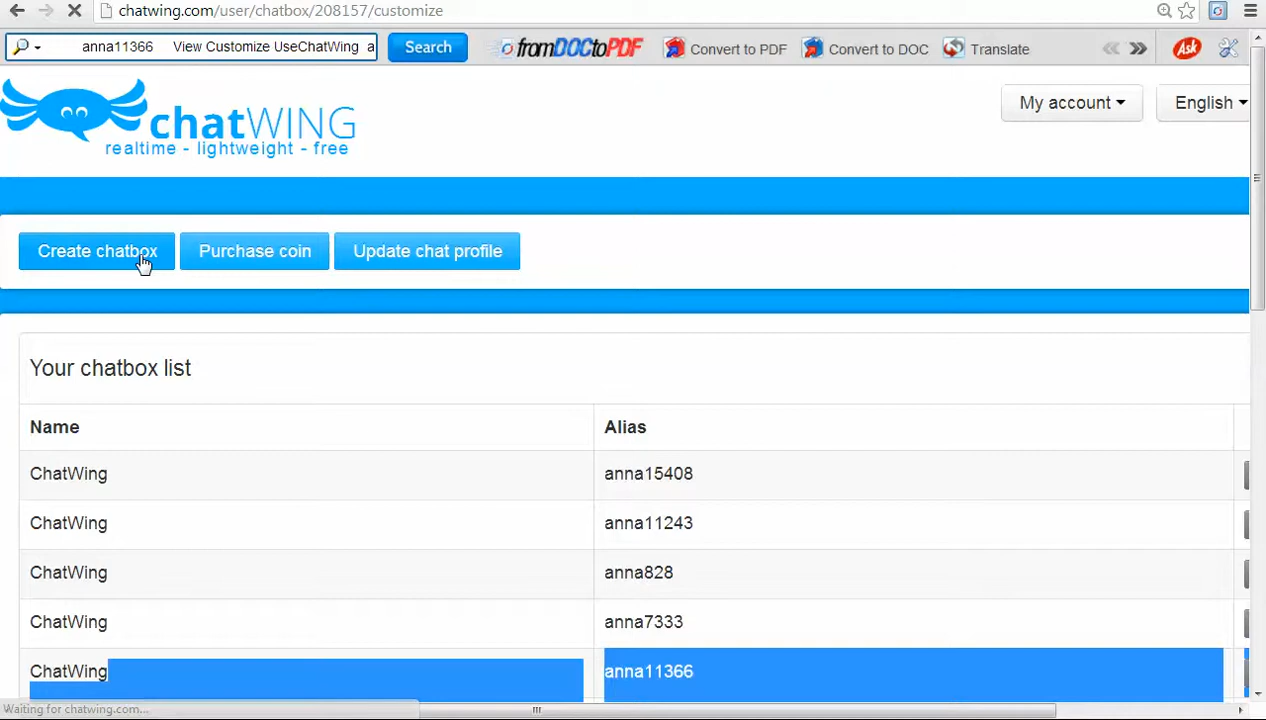 chatwing.com/user/chatbox/208157/customize
anna11366 View Customize UseChatWing a Search fromDOCtoPDF Convert to PDF Convert to DOC Translate Ask
chatWING
realtime - lightweight - free
My account English
Create chatbox Purchase coin Update chat profile
Your chatbox list
Name Alias
ChatWing anna15408
ChatWing anna11243
ChatWing anna828
ChatWing anna7333
ChatWing anna11366
Waiting for chatwing.com...